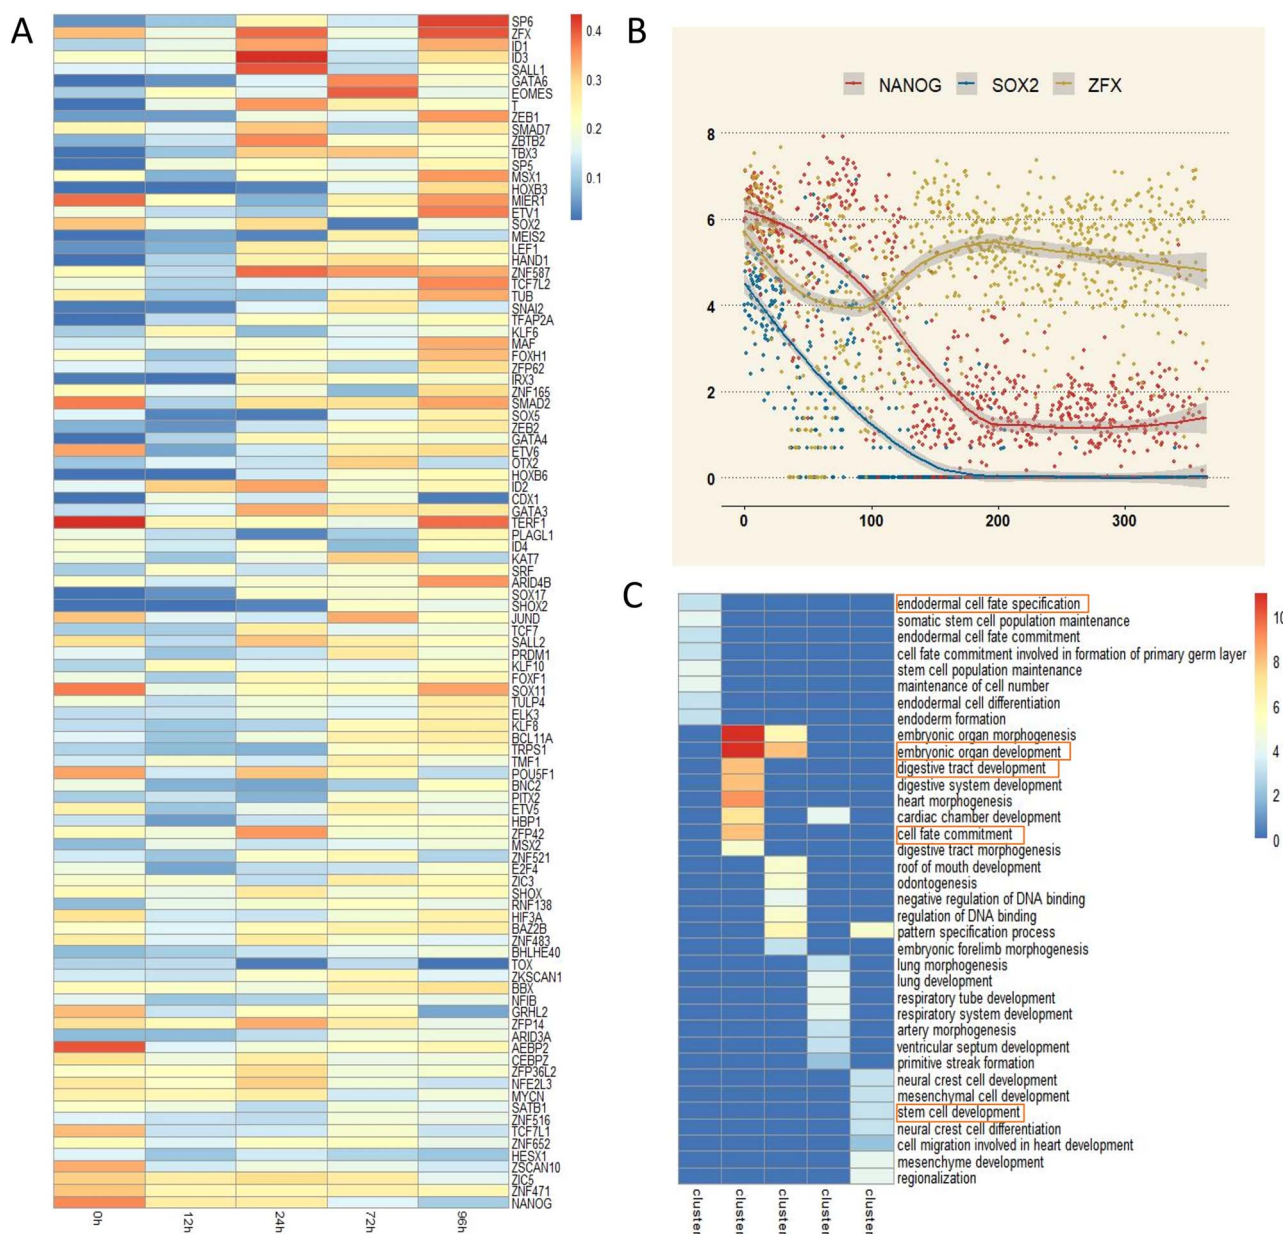 A
SP6
ZFX
ID1
ID3
SALL1
GATA6
EOMES
T
ZEB1
SMAD7
ZBTB2
TBX3
SP5
MSX1
HOXB3
MIER1
ETV1
SOX2
MEIS2
LEF1
HAND1
ZNF587
TCF7L2
TUB
SNAI2
TFAP2A
KLF6
MAF
FOXH1
ZFP62
IRX3
ZNF165
SMAD2
SOX5
ZEB2
GATA4
ETV6
OTX2
HOXB6
ID2
CDX1
GATA3
TERF1
PLAGL1
ID4
KAT7
SRF
ARID4B
SOX17
SHOX2
JUND
TCF7
SALL2
PRDM1
KLF10
FOXF1
SOX11
TULP4
ELK3
KLF8
BCL11A
TRPS1
TMF1
POU5F1
BNC2
PITX2
ETV5
HBP1
ZFP42
MSX2
ZNF521
E2F4
ZIC3
SHOX
RNF138
HIF3A
BAZ2B
ZNF483
BHLHE40
TOX
ZKSCAN1
BBX
NFIB
GRHL2
ZFP14
ARID3A
AEBP2
CEBPZ
ZFP36L2
NFE2L3
MYCN
SATB1
ZNF516
TCF7L1
ZNF652
HESX1
ZSCAN10
ZIC5
ZNF471
NANOG
0h 12h 24h 72h 96h
0.4
0.3
0.2
0.1
B
NANOG SOX2 ZFX
8
6
4
2
0
0 100 200 300
C
endodermal cell fate specification
somatic stem cell population maintenance
endodermal cell fate commitment
cell fate commitment involved in formation of primary germ layer
stem cell population maintenance
maintenance of cell number
endodermal cell differentiation
endoderm formation
embryonic organ morphogenesis
embryonic organ development
digestive tract development
digestive system development
heart morphogenesis
cardiac chamber development
cell fate commitment
digestive tract morphogenesis
roof of mouth development
odontogenesis
negative regulation of DNA binding
regulation of DNA binding
pattern specification process
embryonic forelimb morphogenesis
lung morphogenesis
lung development
respiratory tube development
respiratory system development
artery morphogenesis
ventricular septum development
primitive streak formation
neural crest cell development
mesenchymal cell development
stem cell development
neural crest cell differentiation
cell migration involved in heart development
mesenchyme development
regionalization
cluster cluster cluster cluster cluster
10
8
6
4
2
0